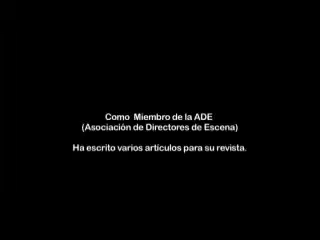 Como Miembro de la ADE
(Asociación de Directores de Escena)
Ha escrito varios artículos para su revista.